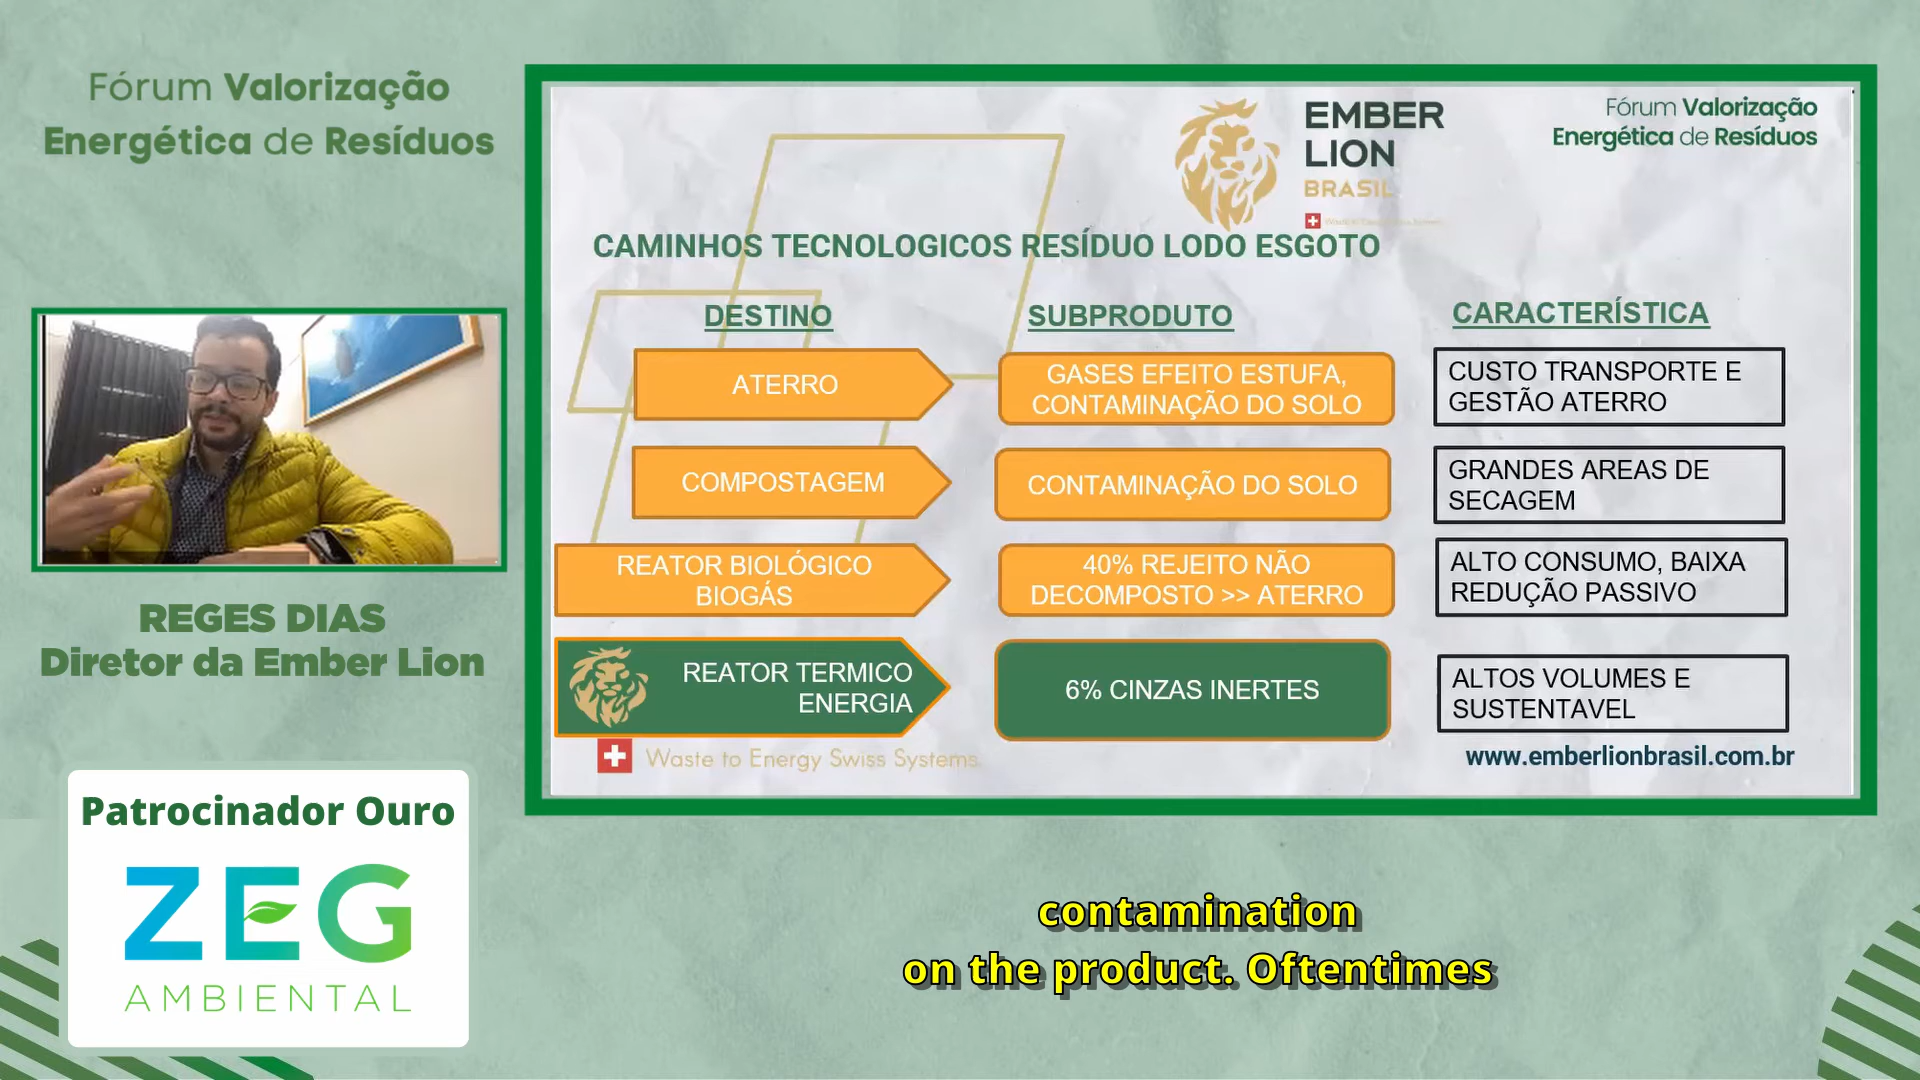 Fórum Valorização
Energética de Resíduos
REGES DIAS
Diretor da Ember Lion
Patrocinador Ouro
ZEG
AMBIENTAL
EMBER
LION
BRASIL
Fórum Valorização
Energética de Resíduos
CAMINHOS TECNOLOGICOS RESÍDUO LODO ESGOTO
DESTINO
SUBPRODUTO
CARACTERÍSTICA
ATERRO
GASES EFEITO ESTUFA,
CONTAMINAÇÃO DO SOLO
CUSTO TRANSPORTE E
GESTÃO ATERRO
COMPOSTAGEM
CONTAMINAÇÃO DO SOLO
GRANDES AREAS DE
SECAGEM
REATOR BIOLÓGICO
BIOGÁS
40% REJEITO NÃO
DECOMPOSTO >> ATERRO
ALTO CONSUMO, BAIXA
REDUÇÃO PASSIVO
REATOR TERMICO
ENERGIA
6% CINZAS INERTES
ALTOS VOLUMES E
SUSTENTAVEL
Waste to Energy Swiss Systems.
www.emberlionbrasil.com.br
contamination
on the product. Oftentimes